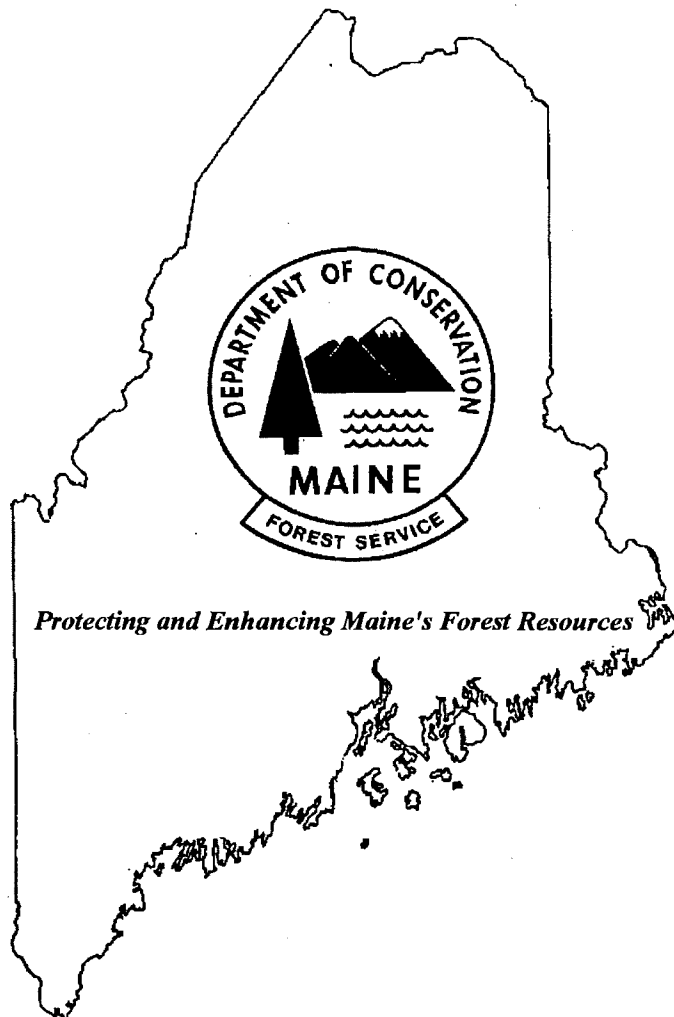 DEPARTMENT OF CONSERVATION
MAINE
FOREST SERVICE
Protecting and Enhancing Maine's Forest Resources